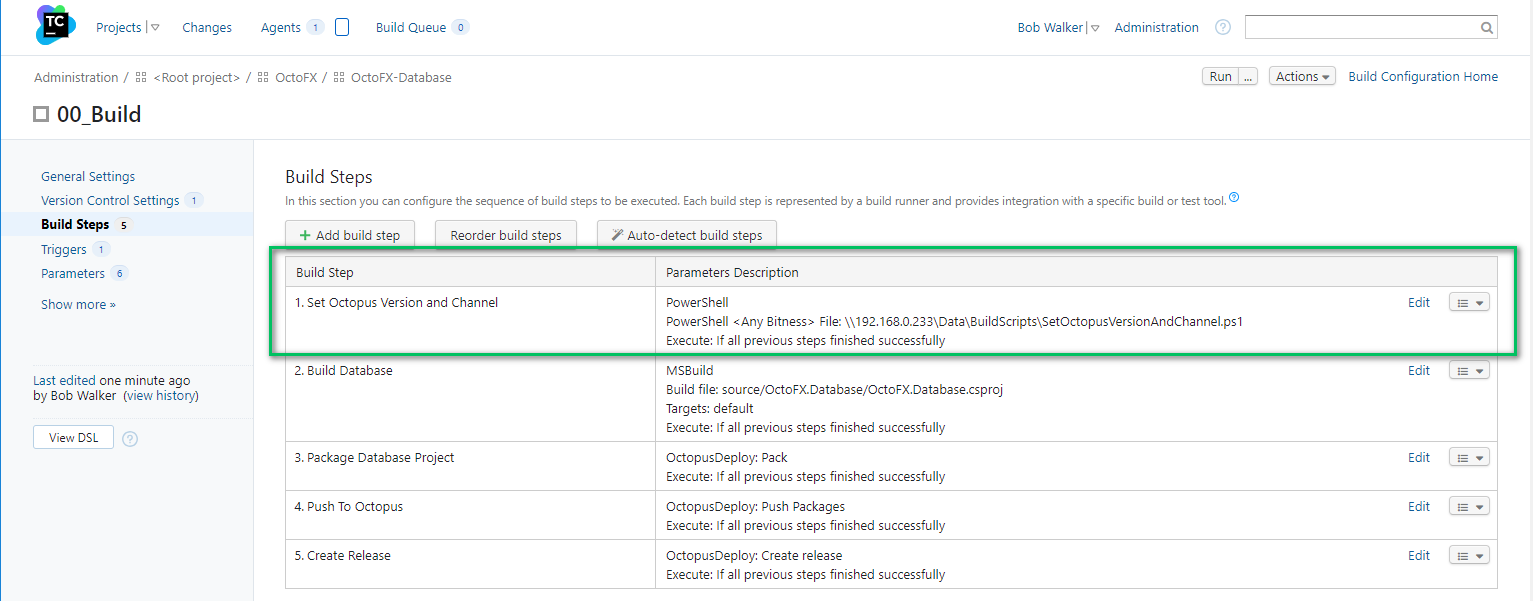 TC
Projects
Changes
Agents 1
Build Queue 0
Bob Walker
Administration
?
Administration / <Root project> / OctoFX / OctoFX-Database
Run ...
Actions
Build Configuration Home
00_Build
General Settings
Version Control Settings 1
Build Steps 5
Triggers 1
Parameters 6
Show more »
Last edited one minute ago
by Bob Walker (view history)
View DSL ?
Build Steps
In this section you can configure the sequence of build steps to be executed. Each build step is represented by a build runner and provides integration with a specific build or test tool. ?
+ Add build step
Reorder build steps
Auto-detect build steps
Build Step
Parameters Description
1. Set Octopus Version and Channel
PowerShell
PowerShell <Any Bitness> File: \\192.168.0.233\Data\BuildScripts\SetOctopusVersionAndChannel.ps1
Execute: If all previous steps finished successfully
Edit
2. Build Database
MSBuild
Build file: source/OctoFX.Database/OctoFX.Database.csproj
Targets: default
Execute: If all previous steps finished successfully
Edit
3. Package Database Project
OctopusDeploy: Pack
Execute: If all previous steps finished successfully
Edit
4. Push To Octopus
OctopusDeploy: Push Packages
Execute: If all previous steps finished successfully
Edit
5. Create Release
OctopusDeploy: Create release
Execute: If all previous steps finished successfully
Edit